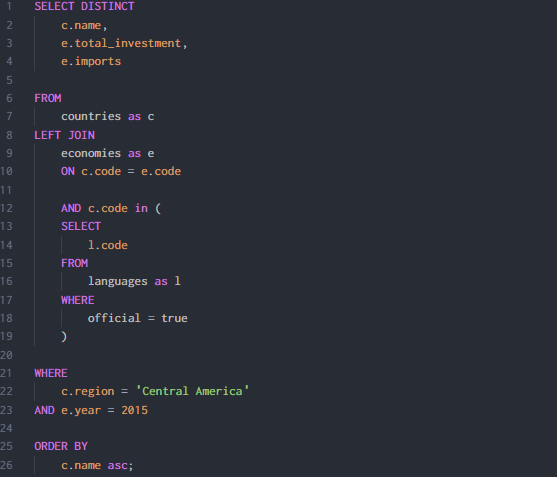 1 SELECT DISTINCT
2 c.name,
3 e.total_investment,
4 e.imports
5
6 FROM
7 countries as c
8 LEFT JOIN
9 economies as e
10 ON c.code = e.code
11
12 AND c.code in (
13 SELECT
14 l.code
15 FROM
16 languages as l
17 WHERE
18 official = true
19 )
20
21 WHERE
22 c.region = 'Central America'
23 AND e.year = 2015
24
25 ORDER BY
26 c.name asc;